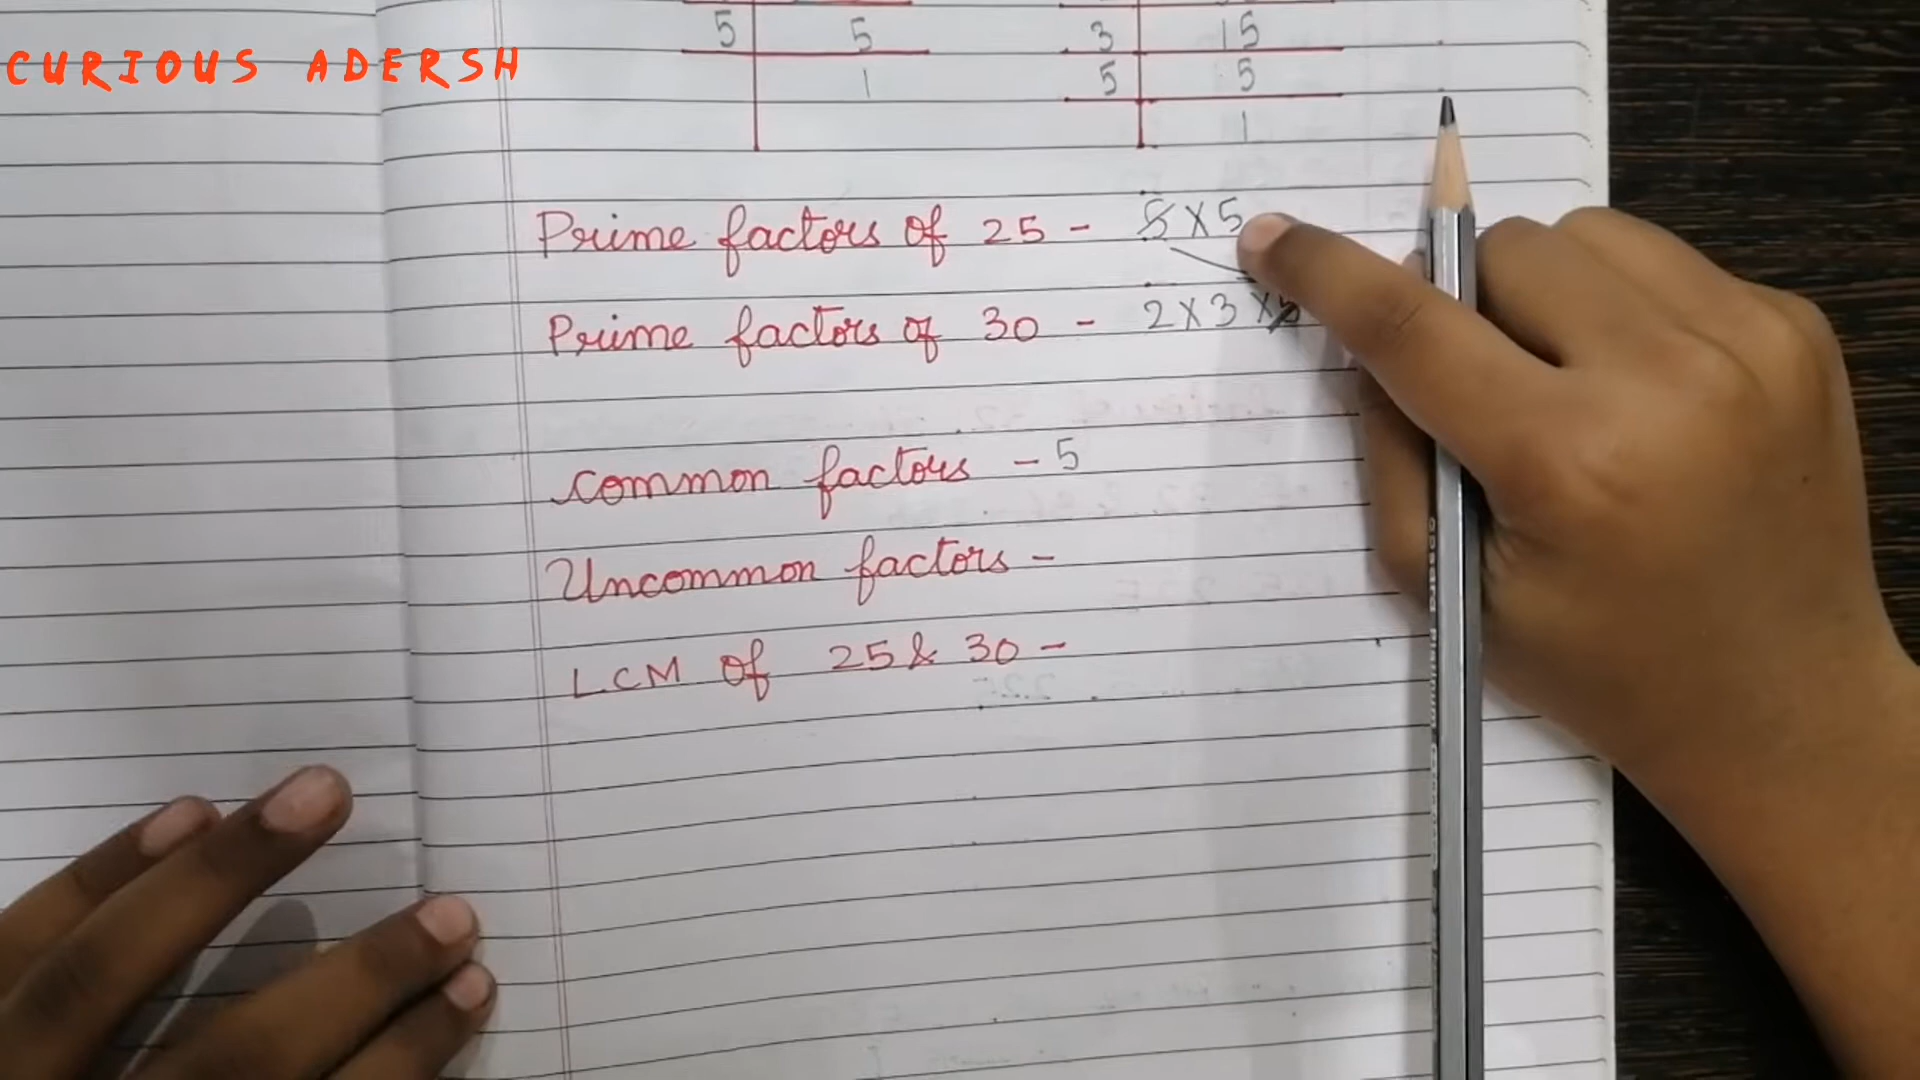 CURIOUS ADERSH
5 5 3 15
1 5 5
1
Prime factors of 25 - 5 X 5
Prime factors of 30 - 2 X 3 X 5
Common factors - 5
Uncommon factors -
LCM of 25 & 30 -